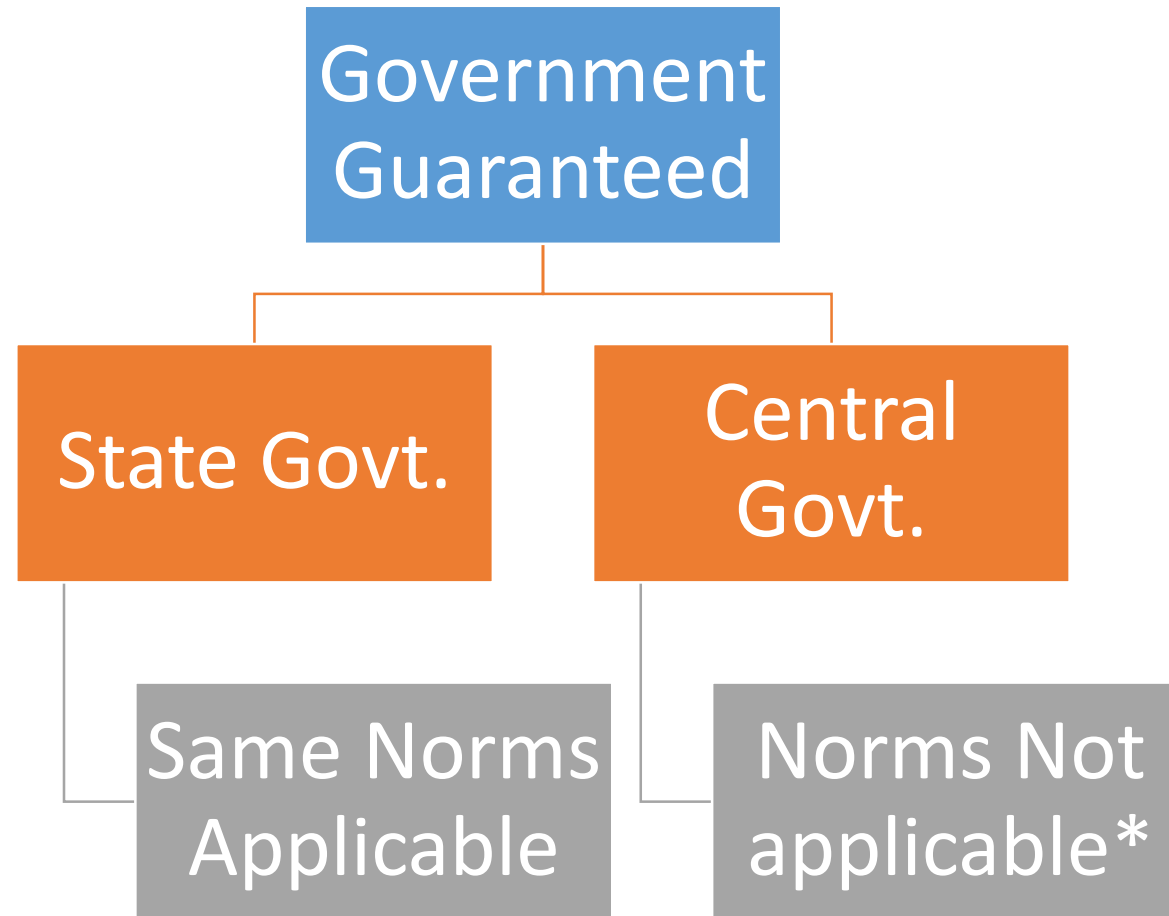 Government
Guaranteed
State Govt.
Central
Govt.
Same Norms
Applicable
Norms Not
applicable*